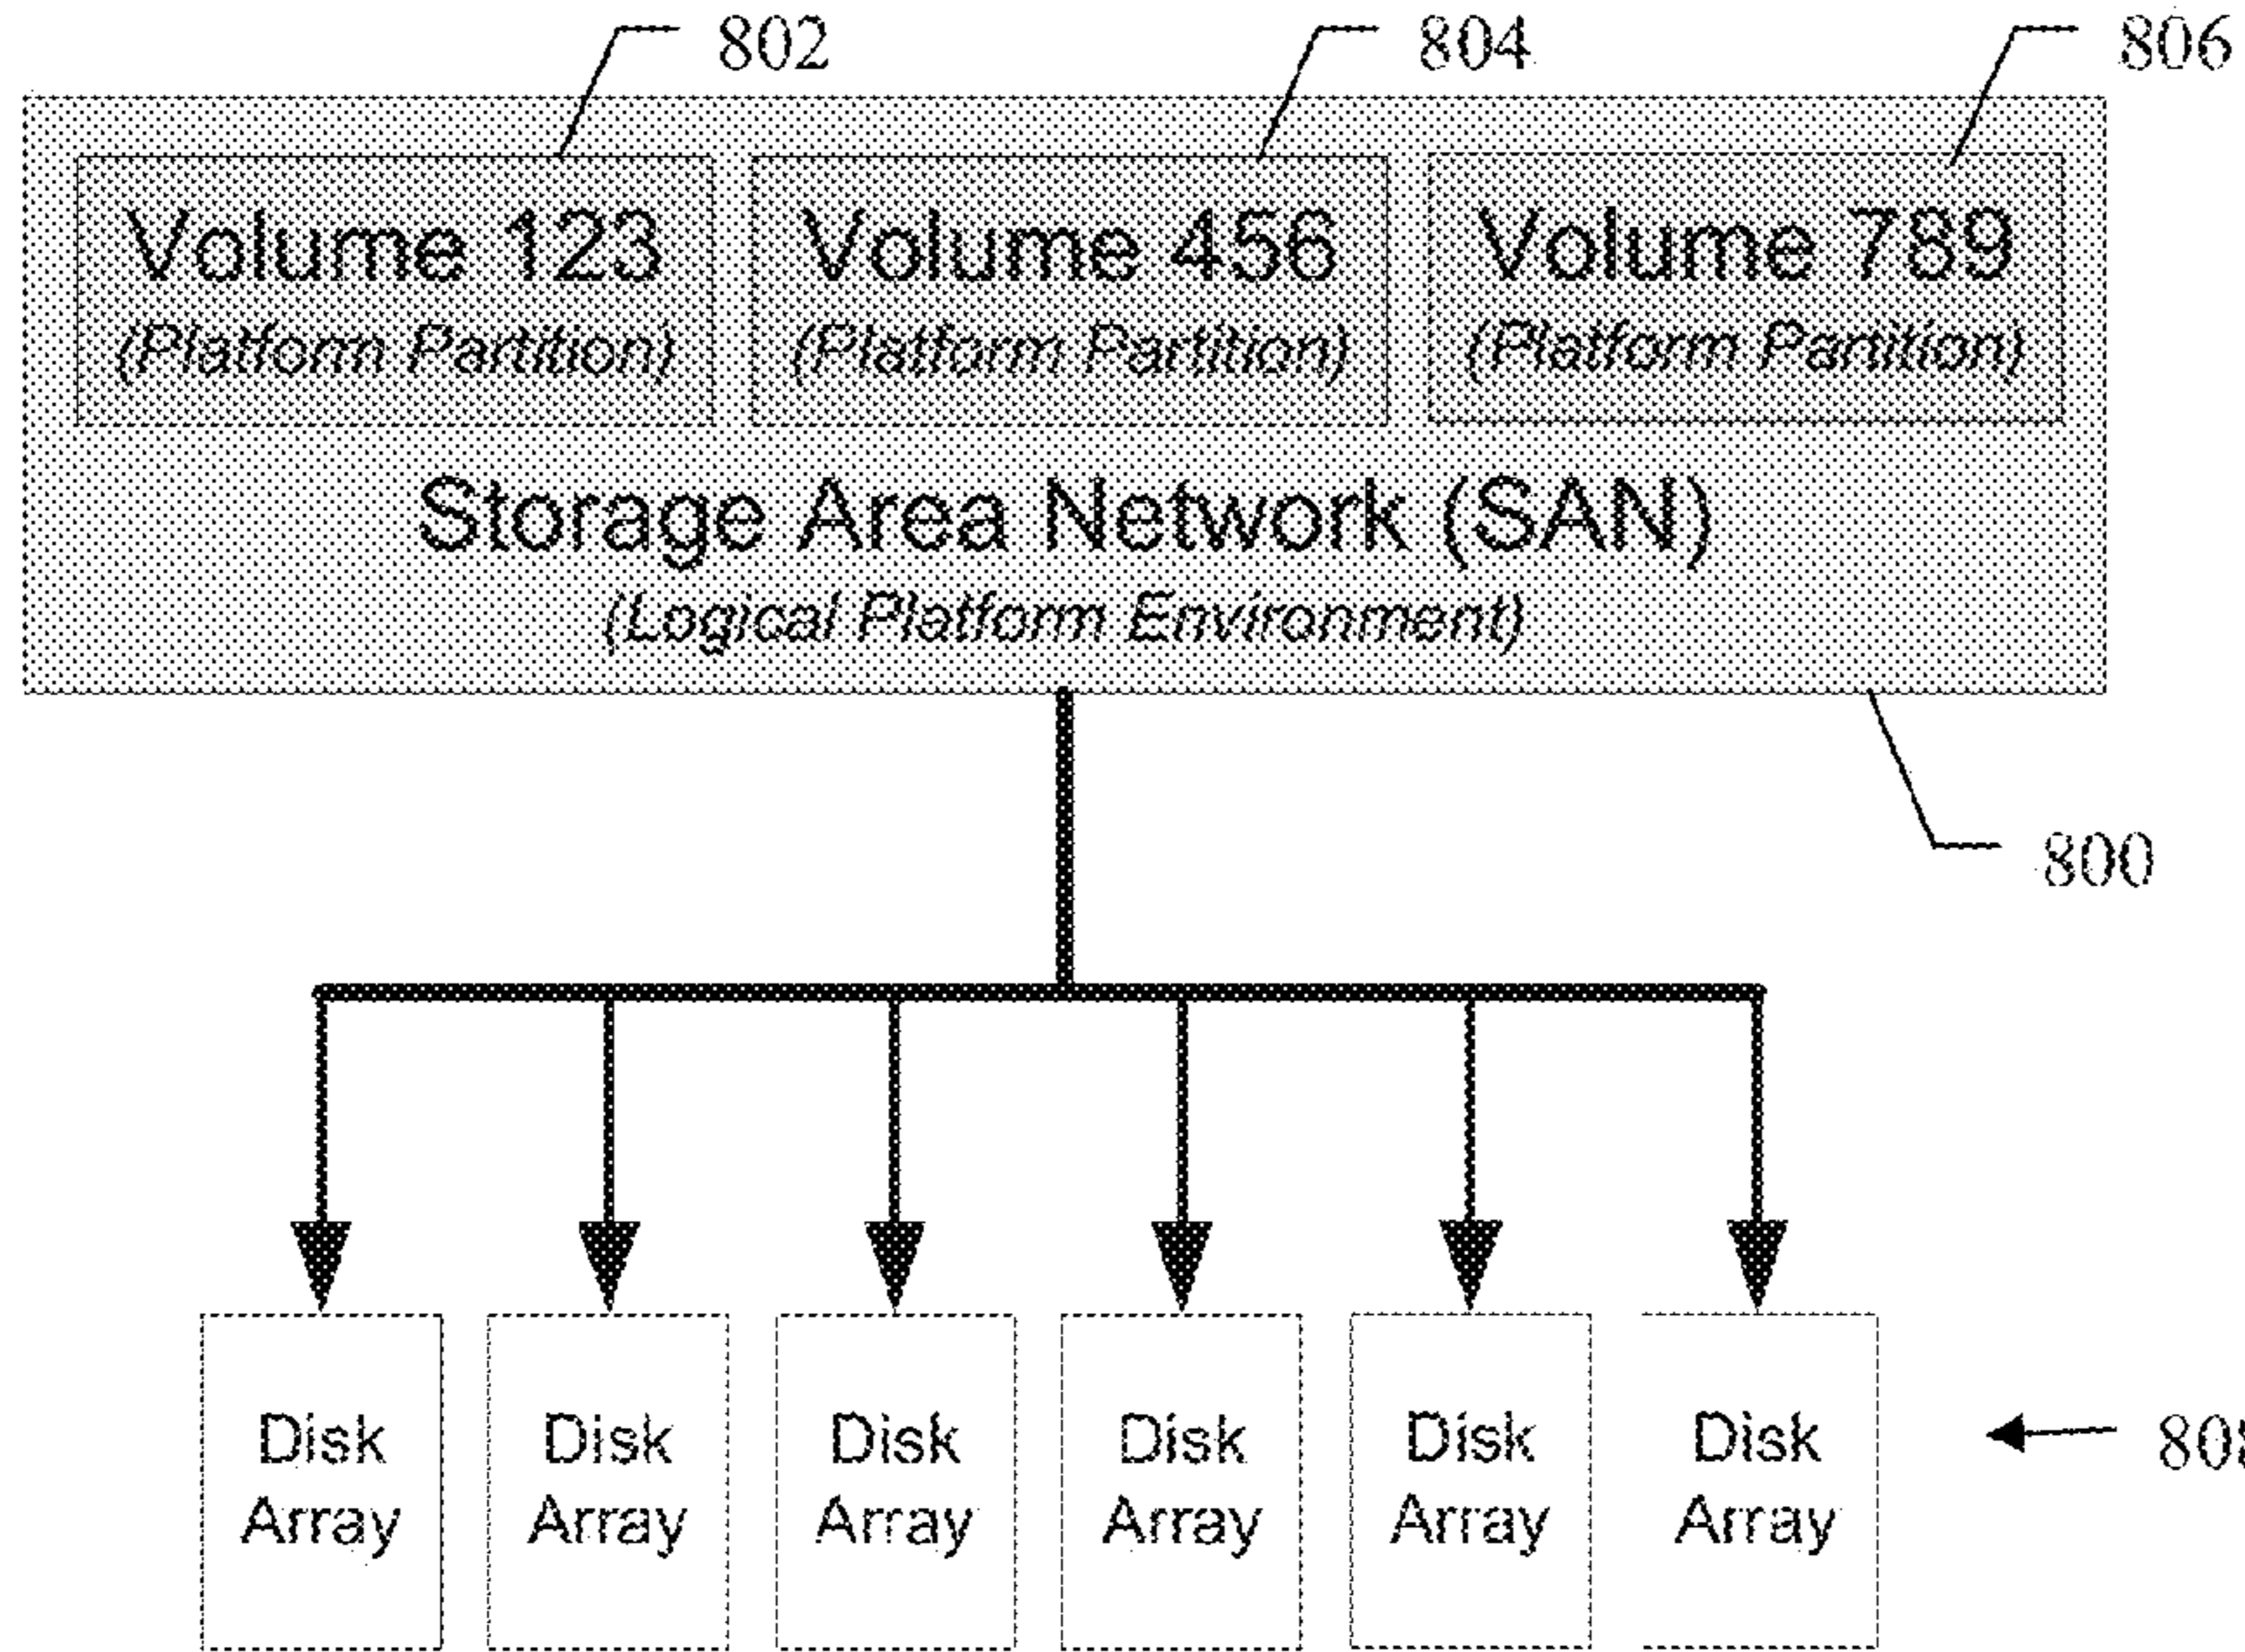 802 804 806
Volume 123 Volume 456 Volume 789
(Platform Partition) (Platform Partition) (Platform Partition)
Storage Area Network (SAN)
(Logical Platform Environment)
800
Disk Disk Disk Disk Disk Disk
808
Array Array Array Array Array Array